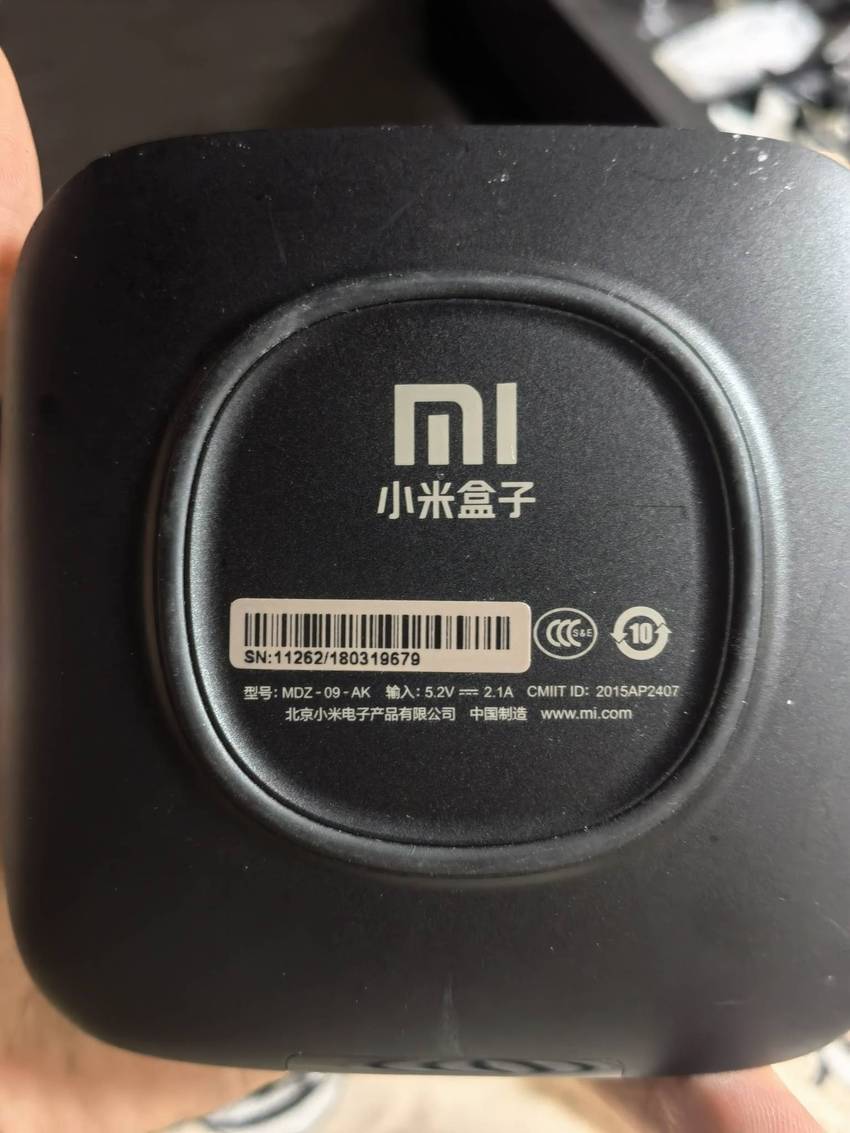 MI
小米盒子
SN:11262/180319679
CCC S&E
10
型号: MDZ-09-AK 输入: 5.2V⎓2.1A CMIIT ID: 2015AP2407
北京小米电子产品有限公司 中国制造 www.mi.com